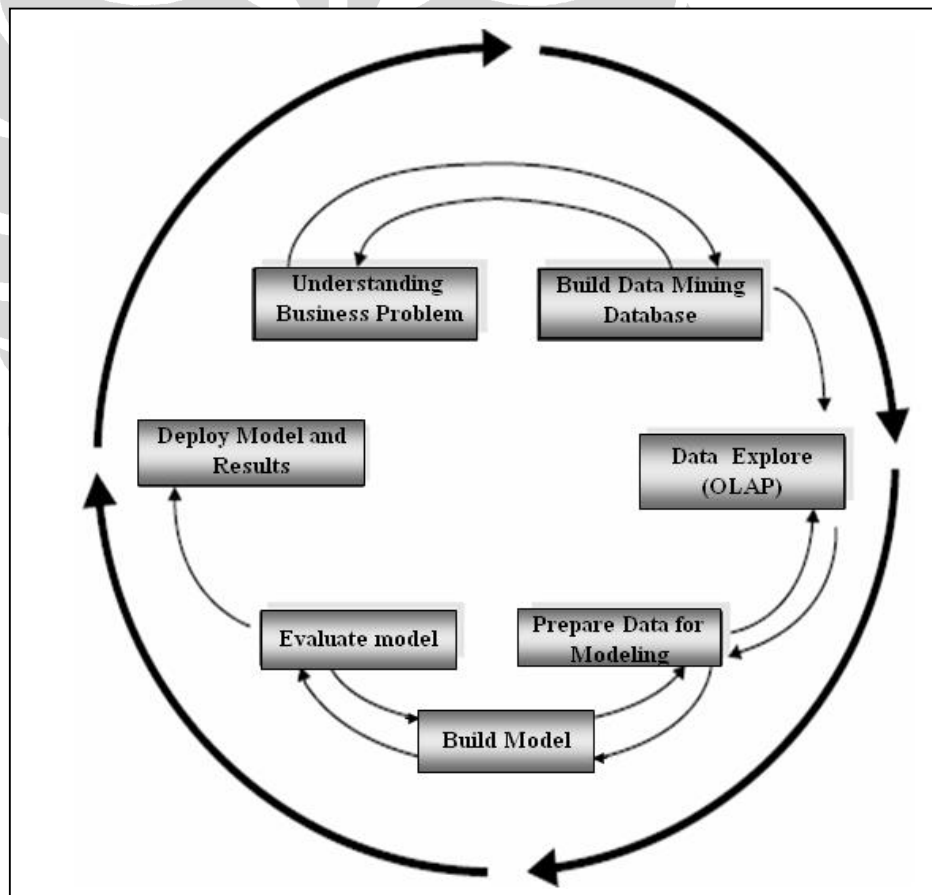 Understanding
Business Problem
Build Data Mining
Database
Deploy Model and
Results
Data Explore
(OLAP)
Evaluate model
Prepare Data for
Modeling
Build Model